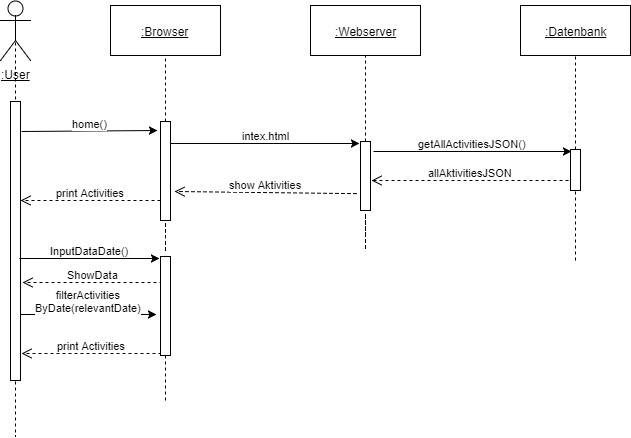 :Browser
:Webserver
:Datenbank
:User
home()
intex.html
getAllActivitiesJSON()
allAktivitiesJSON
show Aktivities
print Activities
InputDataDate()
ShowData
filterActivities
ByDate(relevantDate)
print Activities